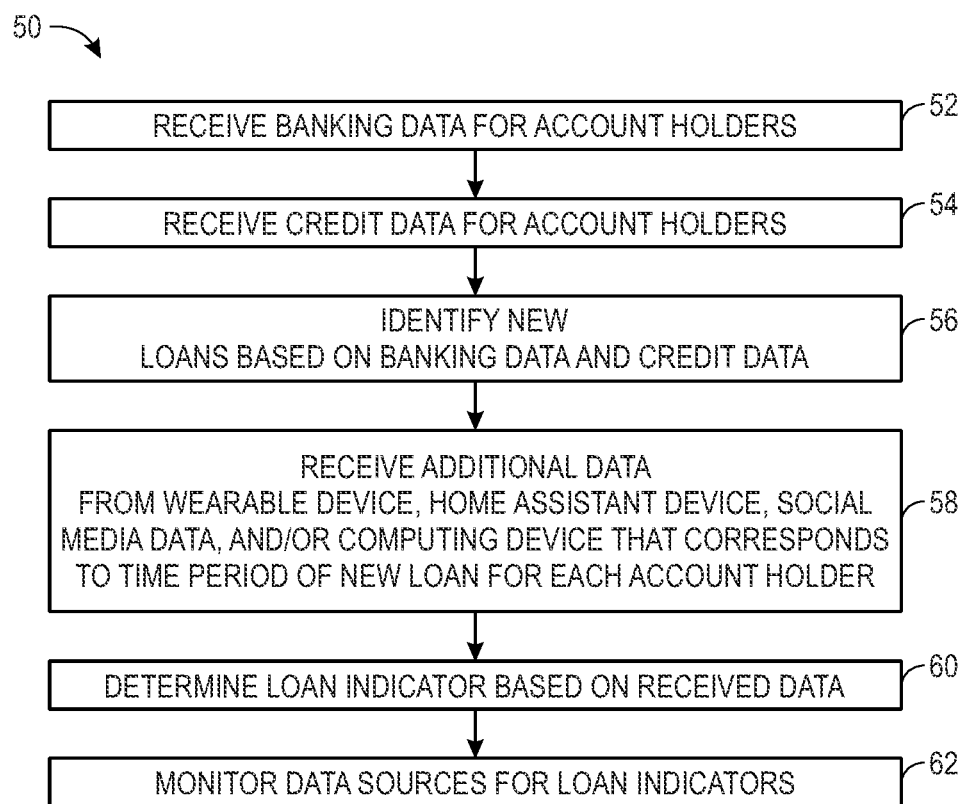 50
RECEIVE BANKING DATA FOR ACCOUNT HOLDERS
52
RECEIVE CREDIT DATA FOR ACCOUNT HOLDERS
54
IDENTIFY NEW
LOANS BASED ON BANKING DATA AND CREDIT DATA
56
RECEIVE ADDITIONAL DATA
FROM WEARABLE DEVICE, HOME ASSISTANT DEVICE, SOCIAL
MEDIA DATA, AND/OR COMPUTING DEVICE THAT CORRESPONDS
TO TIME PERIOD OF NEW LOAN FOR EACH ACCOUNT HOLDER
58
DETERMINE LOAN INDICATOR BASED ON RECEIVED DATA
60
MONITOR DATA SOURCES FOR LOAN INDICATORS
62